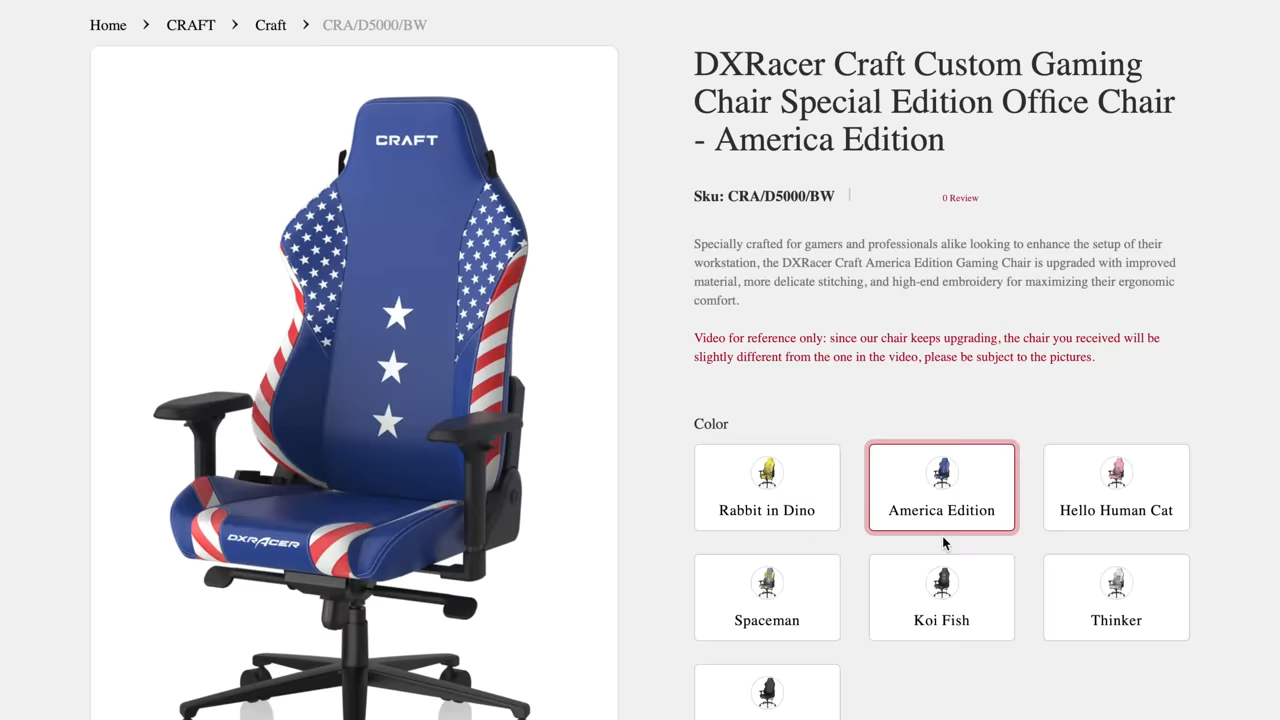 Home > CRAFT > Craft > CRA/D5000/BW
CRAFT
DXRACER
DXRacer Craft Custom Gaming
Chair Special Edition Office Chair
- America Edition
Sku: CRA/D5000/BW
0 Review
Specially crafted for gamers and professionals alike looking to enhance the setup of their
workstation, the DXRacer Craft America Edition Gaming Chair is upgraded with improved
material, more delicate stitching, and high-end embroidery for maximizing their ergonomic
comfort.
Video for reference only: since our chair keeps upgrading, the chair you received will be
slightly different from the one in the video, please be subject to the pictures.
Color
Rabbit in Dino
America Edition
Hello Human Cat
Spaceman
Koi Fish
Thinker